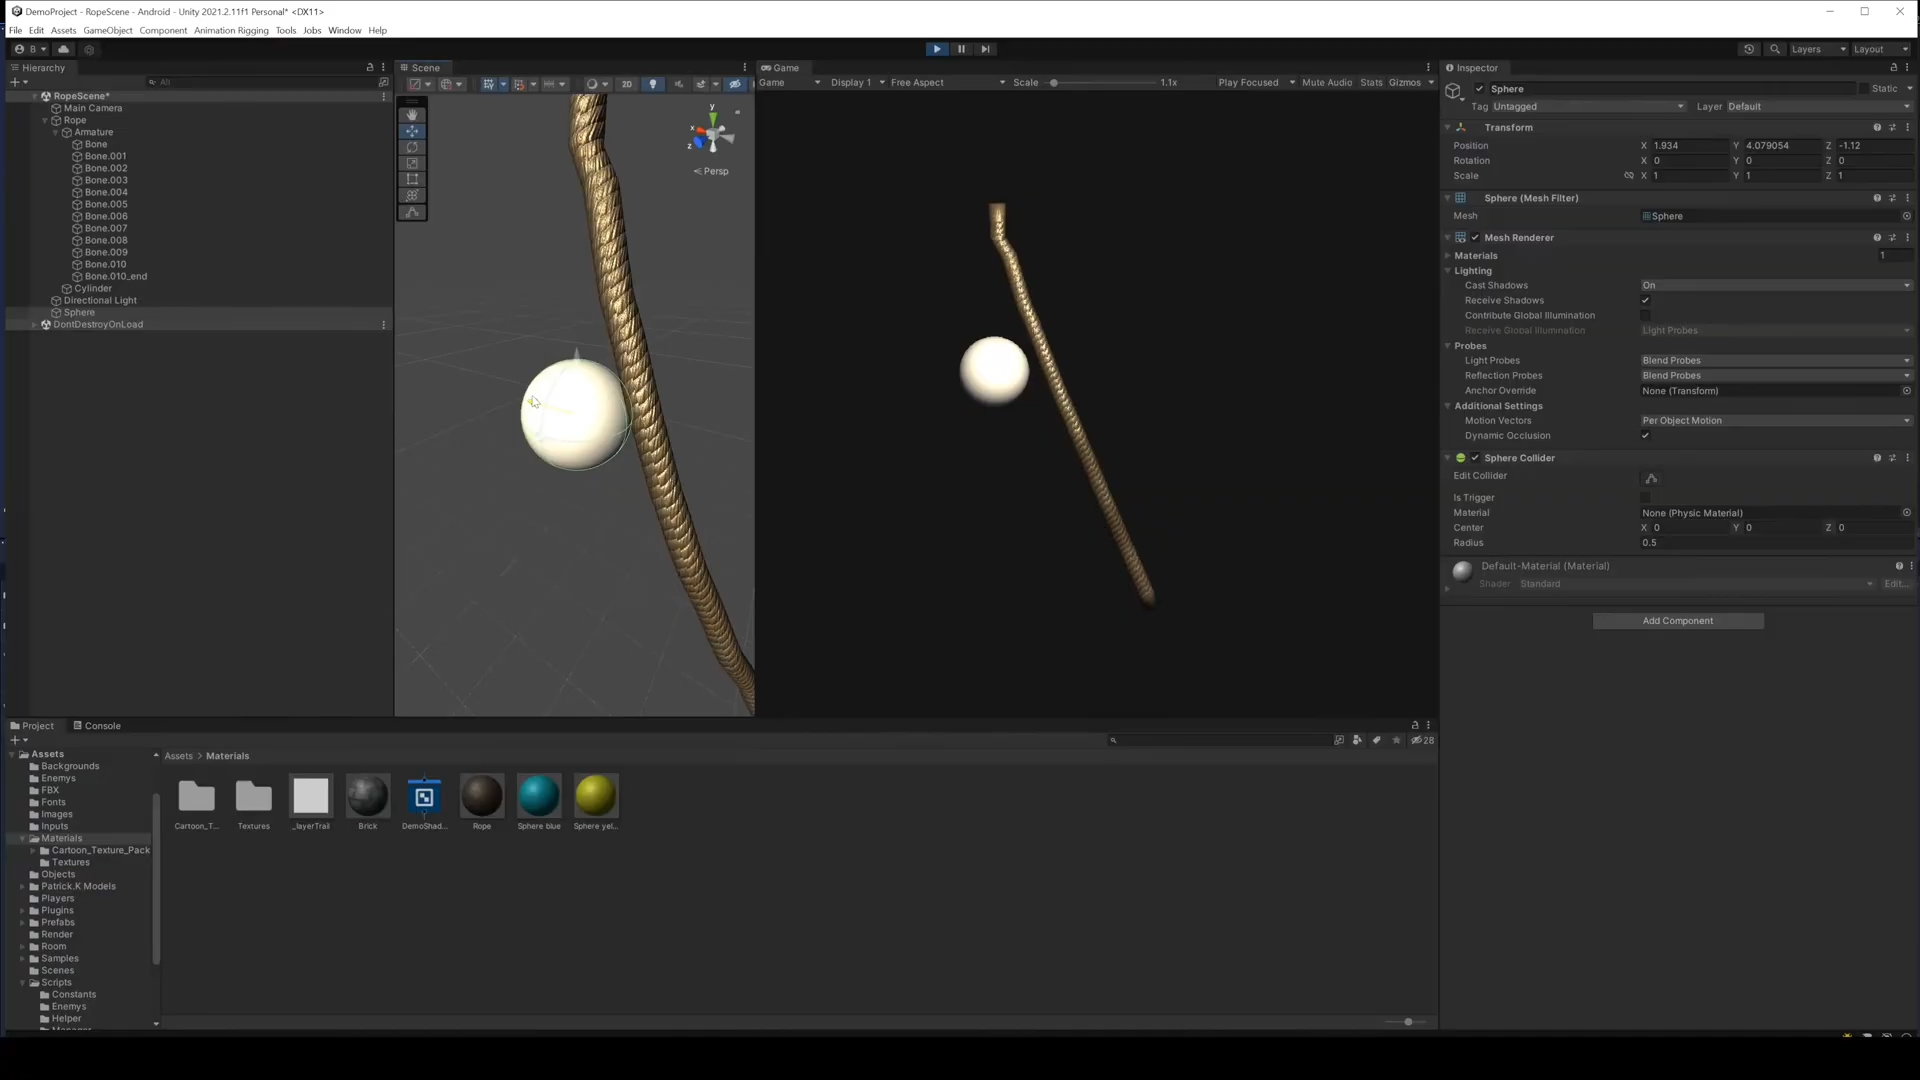 DemoProject - RopeScene - Android - Unity 2021.2.11f1 Personal* <DX11>
File Edit Assets GameObject Component Animation Rigging Tools Jobs Window Help
B Layers Layout
Hierarchy
All
RopeScene*
Main Camera
Rope
Armature
Bone
Bone.001
Bone.002
Bone.003
Bone.004
Bone.005
Bone.006
Bone.007
Bone.008
Bone.009
Bone.010
Bone.010_end
Cylinder
Directional Light
Sphere
DontDestroyOnLoad
Scene
2D
y
x
z
Persp
Game
Game Display 1 Free Aspect Scale 1.1x Play Focused Mute Audio Stats Gizmos
Inspector
Sphere Static
Tag Untagged Layer Default
Transform
Position X 1.934 Y 4.079054 Z -1.12
Rotation X 0 Y 0 Z 0
Scale X 1 Y 1 Z 1
Sphere (Mesh Filter)
Mesh Sphere
Mesh Renderer
Materials 1
Lighting
Cast Shadows On
Receive Shadows
Contribute Global Illumination
Receive Global Illumination Light Probes
Probes
Light Probes Blend Probes
Reflection Probes Blend Probes
Anchor Override None (Transform)
Additional Settings
Motion Vectors Per Object Motion
Dynamic Occlusion
Sphere Collider
Edit Collider
Is Trigger
Material None (Physic Material)
Center X 0 Y 0 Z 0
Radius 0.5
Default-Material (Material)
Shader Standard Edit...
Add Component
Project Console
28
Assets
Backgrounds
Enemys
FBX
Fonts
Images
Inputs
Materials
Cartoon_Texture_Pack
Textures
Objects
Patrick.K Models
Players
Plugins
Prefabs
Render
Room
Samples
Scenes
Scripts
Constants
Enemys
Helper
Assets > Materials
Cartoon_T... Textures _layerTrail Brick DemoShad... Rope Sphere blue Sphere yel...